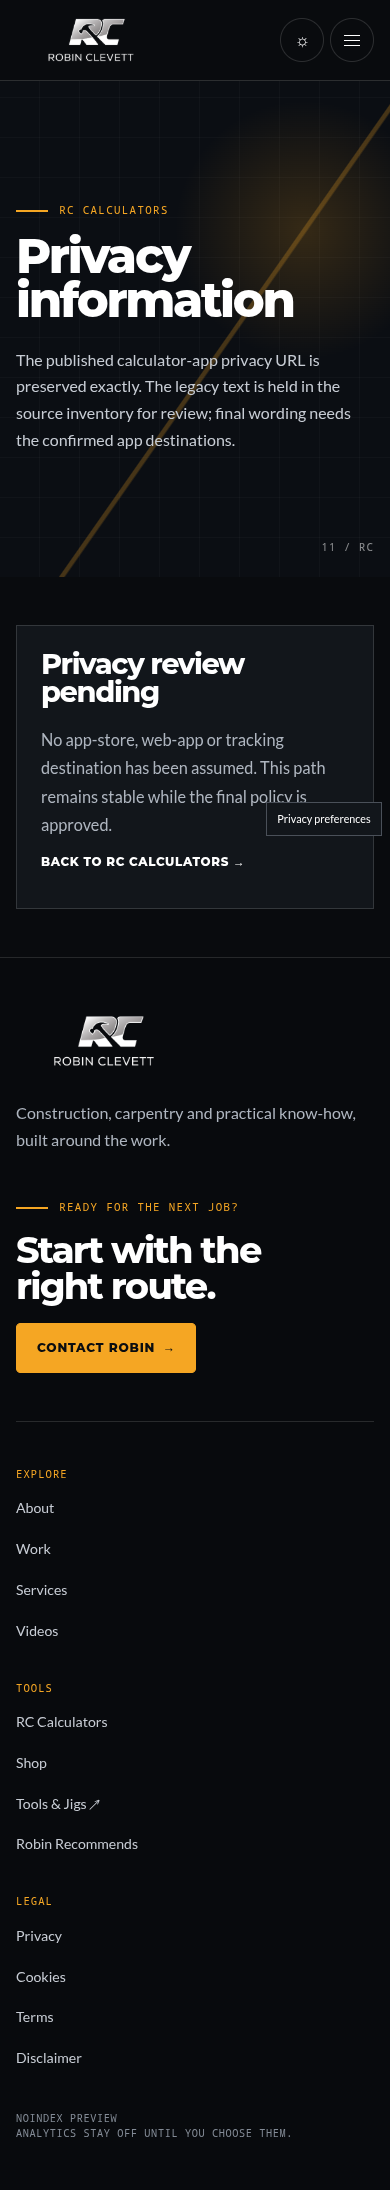 RC
ROBIN CLEVETT
RC CALCULATORS
Privacy
information
The published calculator-app privacy URL is
preserved exactly. The legacy text is held in the
source inventory for review; final wording needs
the confirmed app destinations.
11 / RC
Privacy review
pending
No app-store, web-app or tracking
destination has been assumed. This path
remains stable while the final policy is
approved.
Privacy preferences
BACK TO RC CALCULATORS →
RC
ROBIN CLEVETT
Construction, carpentry and practical know-how,
built around the work.
READY FOR THE NEXT JOB?
Start with the
right route.
CONTACT ROBIN →
EXPLORE
About
Work
Services
Videos
TOOLS
RC Calculators
Shop
Tools & Jigs ↗
Robin Recommends
LEGAL
Privacy
Cookies
Terms
Disclaimer
NOINDEX PREVIEW
ANALYTICS STAY OFF UNTIL YOU CHOOSE THEM.